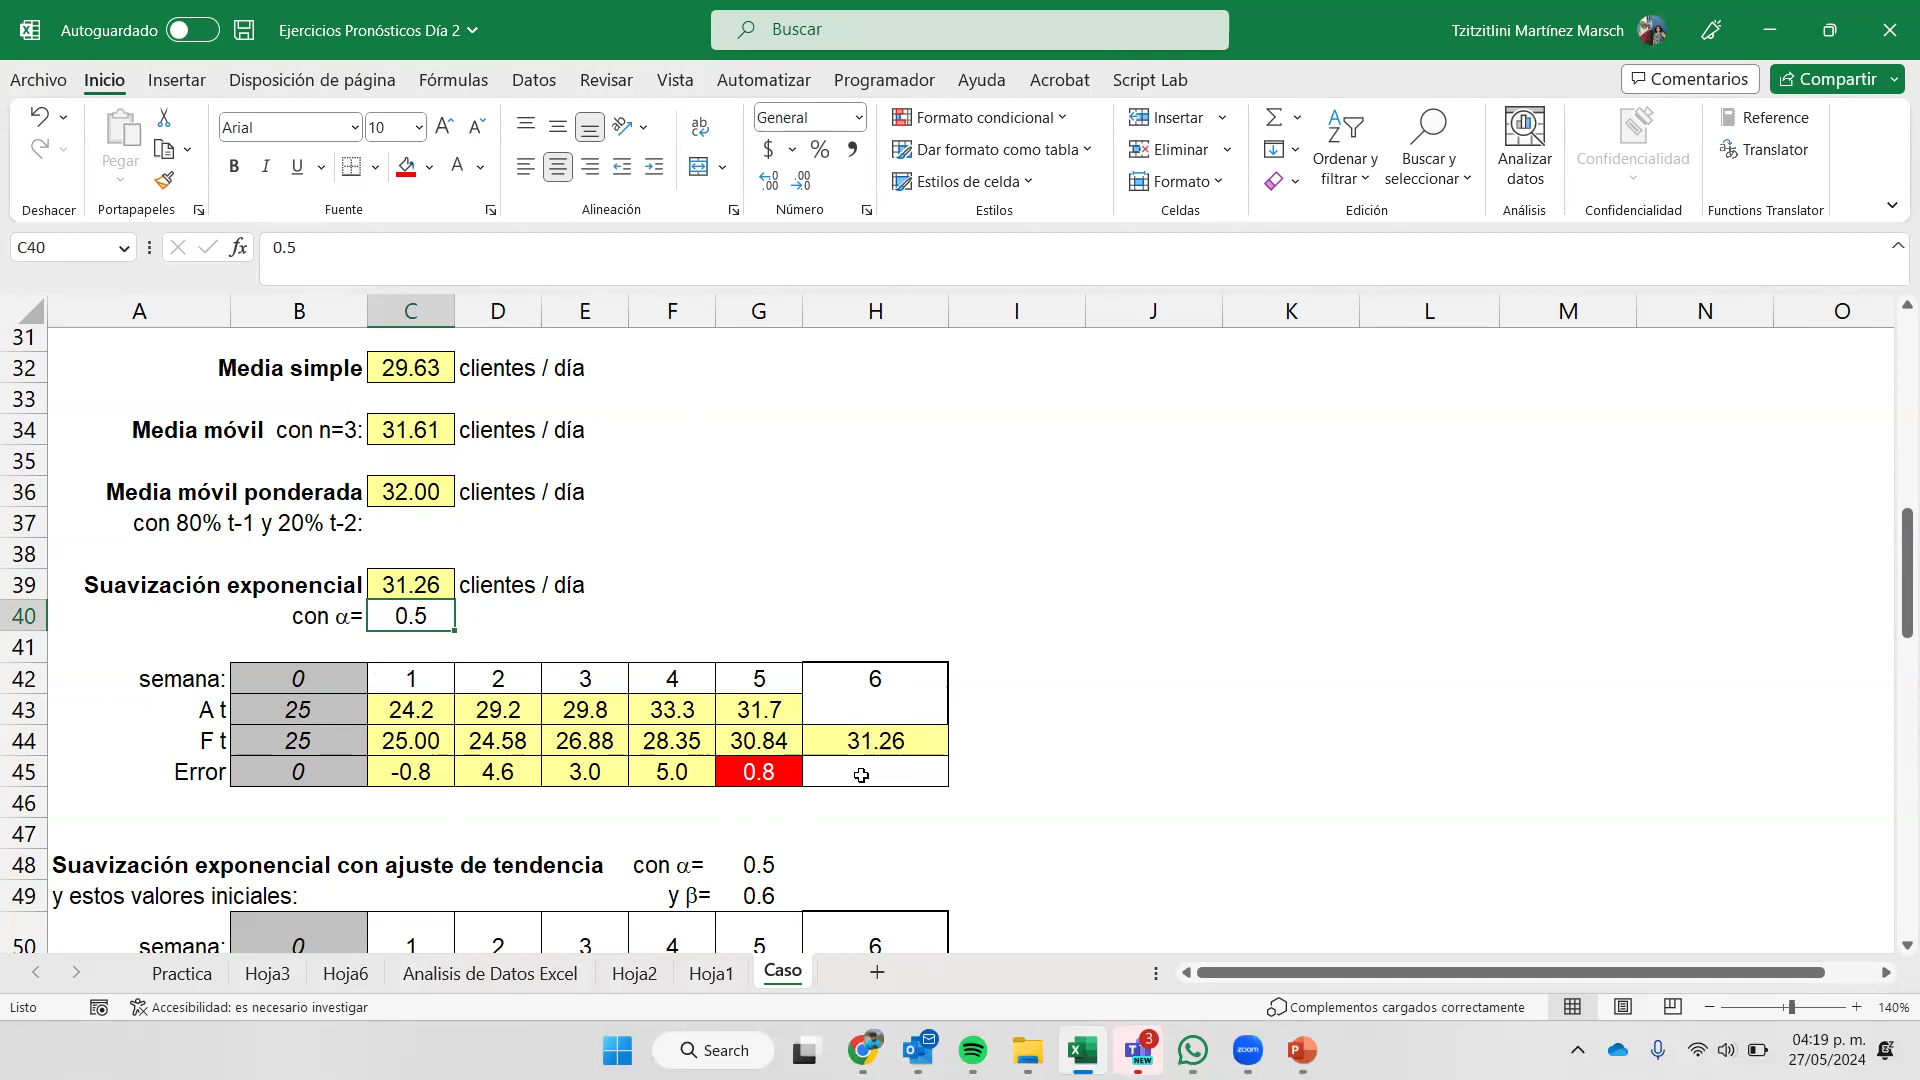 Autoguardado Ejercicios Pronósticos Día 2 Buscar Tzitzitlini Martínez Marsch
Archivo Inicio Insertar Disposición de página Fórmulas Datos Revisar Vista Automatizar Programador Ayuda Acrobat Script Lab Comentarios Compartir
Pegar Arial 10 General Formato condicional Insertar Ordenar y filtrar Buscar y seleccionar Analizar datos Confidencialidad Reference
N K S $ % Dar formato como tabla Eliminar Translator
Estilos de celda Formato
Deshacer Portapapeles Fuente Alineación Número Estilos Celdas Edición Análisis Confidencialidad Functions Translator
C40 fx 0.5
A B C D E F G H I J K L M N O
31
32 Media simple 29.63 clientes / día
33
34 Media móvil con n=3: 31.61 clientes / día
35
36 Media móvil ponderada 32.00 clientes / día
37 con 80% t-1 y 20% t-2:
38
39 Suavización exponencial 31.26 clientes / día
40 con α= 0.5
41
42 semana: 0 1 2 3 4 5 6
43 A t 25 24.2 29.2 29.8 33.3 31.7
44 F t 25 25.00 24.58 26.88 28.35 30.84 31.26
45 Error 0 -0.8 4.6 3.0 5.0 0.8
46
47
48 Suavización exponencial con ajuste de tendencia con α= 0.5
49 y estos valores iniciales: y β= 0.6
50 semana: 0 1 2 3 4 5 6
Practica Hoja3 Hoja6 Analisis de Datos Excel Hoja2 Hoja1 Caso
Listo Accesibilidad: es necesario investigar Complementos cargados correctamente 140%
Search 3 NEW zoom 04:19 p. m.
27/05/2024